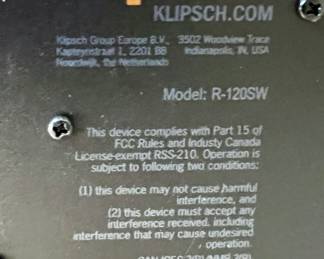 KLIPSCH.COM
Klipsch Group Europe B.V. 3502 Woodview Trace
Kapteynstraat 1, 2201 BB Indianapolis, IN, USA
Noordwijk, the Netherlands
Model: R-120SW
This device complies with Part 15 of
FCC Rules and Industy Canada
License-exempt RSS-210. Operation is
subject to following two conditions:
(1) this device may not cause harmful
interference, and
(2) this device must accept any
interference received, including
interference that may cause undesired
operation.